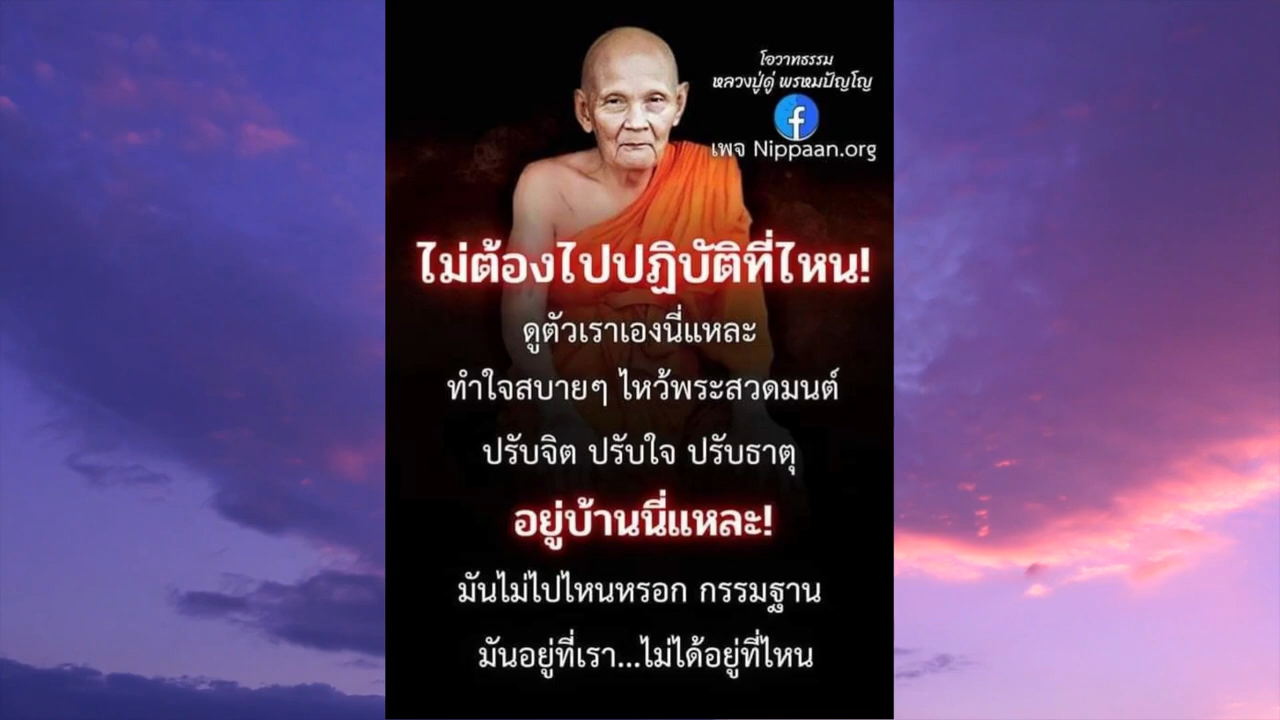 โอวาทธรรม
หลวงปู่ดู่ พรหมปัญโญ
เพจ Nippaan.org
ไม่ต้องไปปฏิบัติที่ไหน!
ดูตัวเราเองนี่แหละ
ทำใจสบายๆ ไหว้พระสวดมนต์
ปรับจิต ปรับใจ ปรับธาตุ
อยู่บ้านนี่แหละ!
มันไม่ไปไหนหรอก กรรมฐาน
มันอยู่ที่เรา...ไม่ได้อยู่ที่ไหน